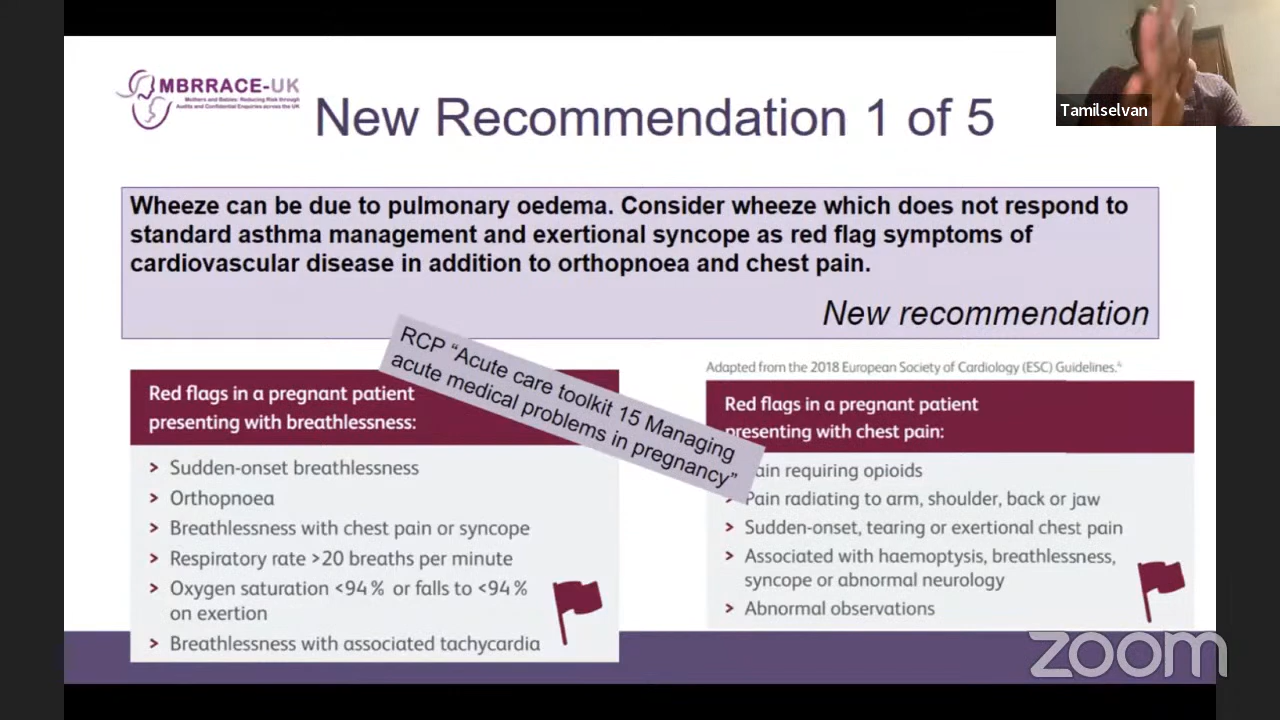 MBRRACE-UK
Mothers and Babies: Reducing Risk through
Audits and Confidential Enquiries across the UK
New Recommendation 1 of 5
Tamilselvan
Wheeze can be due to pulmonary oedema. Consider wheeze which does not respond to
standard asthma management and exertional syncope as red flag symptoms of
cardiovascular disease in addition to orthopnoea and chest pain.
New recommendation
RCP “Acute care toolkit 15 Managing
acute medical problems in pregnancy”
Red flags in a pregnant patient
presenting with breathlessness:
> Sudden-onset breathlessness
> Orthopnoea
> Breathlessness with chest pain or syncope
> Respiratory rate >20 breaths per minute
> Oxygen saturation <94% or falls to <94%
on exertion
> Breathlessness with associated tachycardia
Adapted from the 2018 European Society of Cardiology (ESC) Guidelines.⁴
Red flags in a pregnant patient
presenting with chest pain:
ain requiring opioids
> Pain radiating to arm, shoulder, back or jaw
> Sudden-onset, tearing or exertional chest pain
> Associated with haemoptysis, breathlessness,
syncope or abnormal neurology
> Abnormal observations
zoom